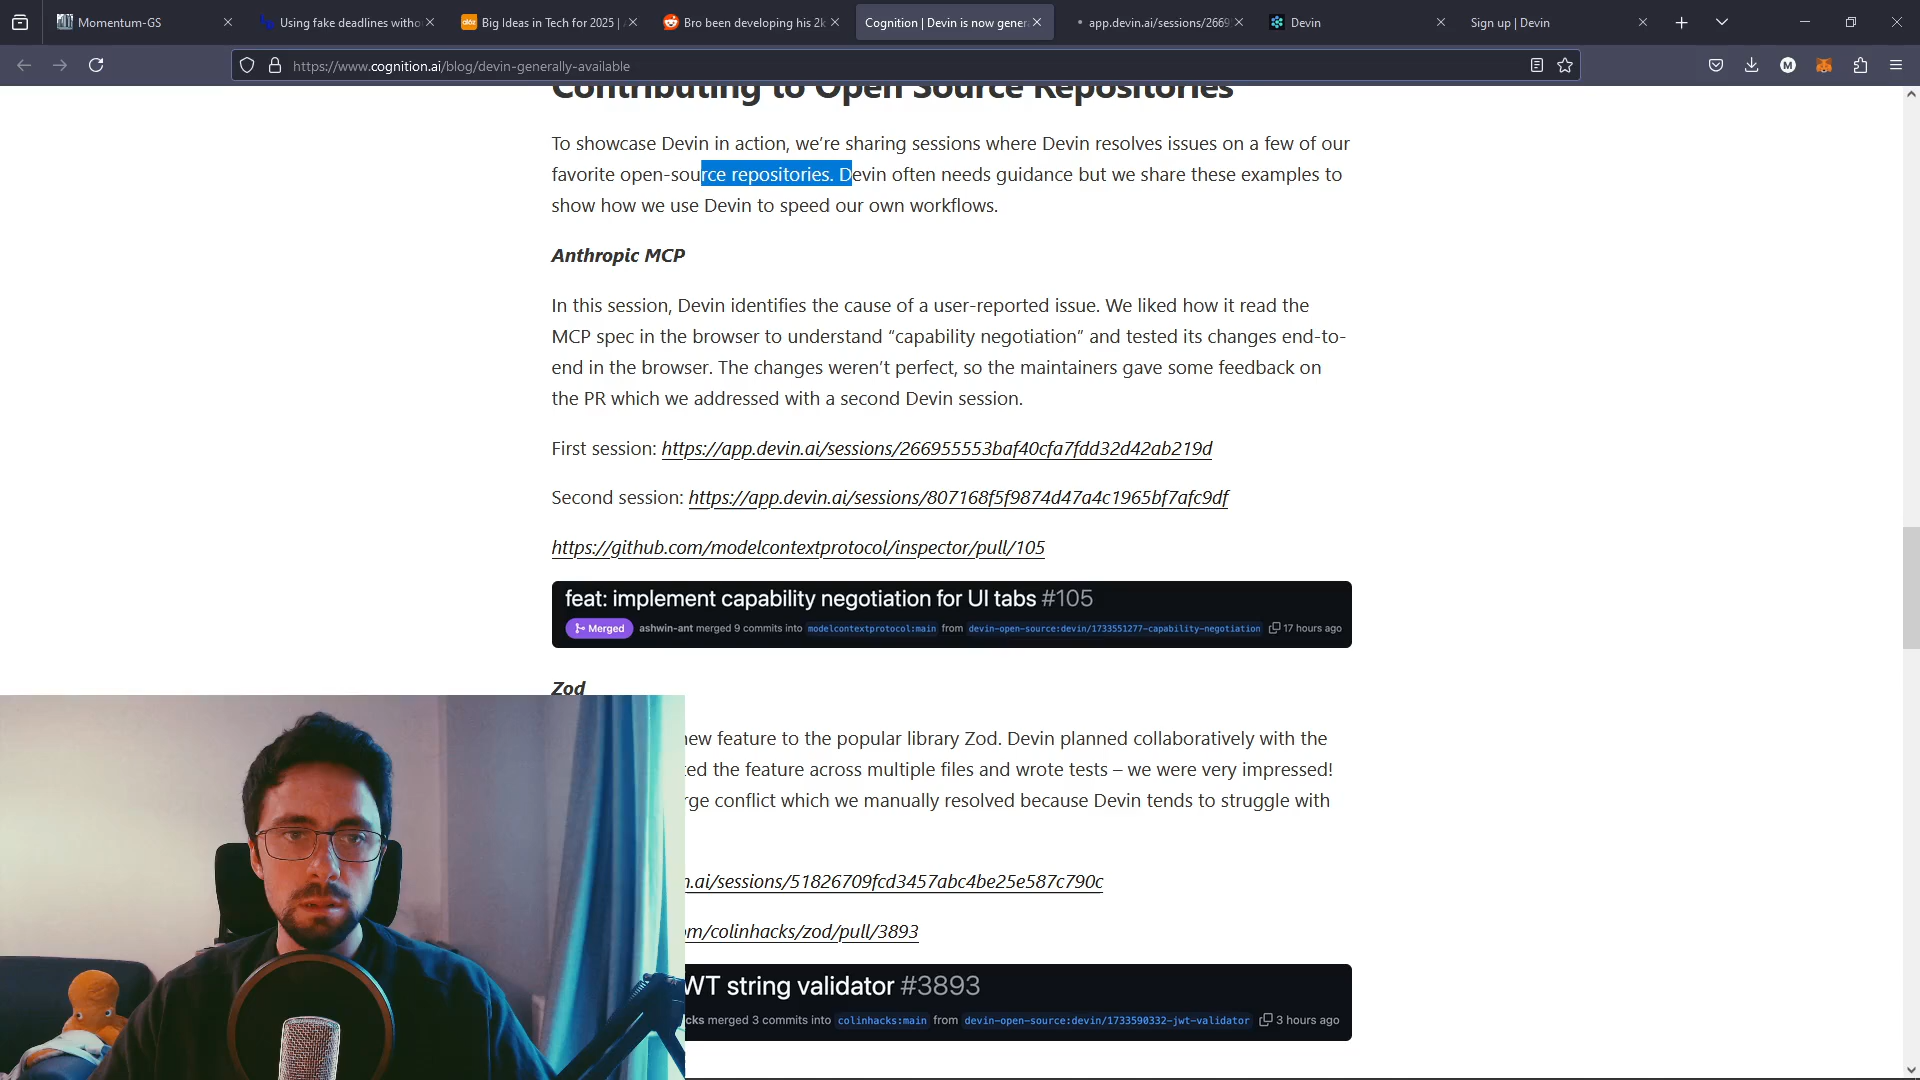 Momentum-GS
Using fake deadlines witho
Big Ideas in Tech for 2025 |
Bro been developing his 2k
Cognition | Devin is now gener
app.devin.ai/sessions/2669
Devin
Sign up | Devin
https://www.cognition.ai/blog/devin-generally-available
M
Contributing to Open Source Repositories
To showcase Devin in action, we’re sharing sessions where Devin resolves issues on a few of our
favorite open-source repositories. Devin often needs guidance but we share these examples to
show how we use Devin to speed our own workflows.
Anthropic MCP
In this session, Devin identifies the cause of a user-reported issue. We liked how it read the
MCP spec in the browser to understand “capability negotiation” and tested its changes end-to-
end in the browser. The changes weren’t perfect, so the maintainers gave some feedback on
the PR which we addressed with a second Devin session.
First session: https://app.devin.ai/sessions/266955553baf40cfa7fdd32d42ab219d
Second session: https://app.devin.ai/sessions/807168f5f9874d47a4c1965bf7afc9df
https://github.com/modelcontextprotocol/inspector/pull/105
feat: implement capability negotiation for UI tabs #105
Merged ashwin-ant merged 9 commits into modelcontextprotocol:main from devin-open-source:devin/1733551277-capability-negotiation 17 hours ago
Zod
new feature to the popular library Zod. Devin planned collaboratively with the
ted the feature across multiple files and wrote tests – we were very impressed!
rge conflict which we manually resolved because Devin tends to struggle with
n.ai/sessions/51826709fcd3457abc4be25e587c790c
om/colinhacks/zod/pull/3893
WT string validator #3893
cks merged 3 commits into colinhacks:main from devin-open-source:devin/1733590332-jwt-validator 3 hours ago